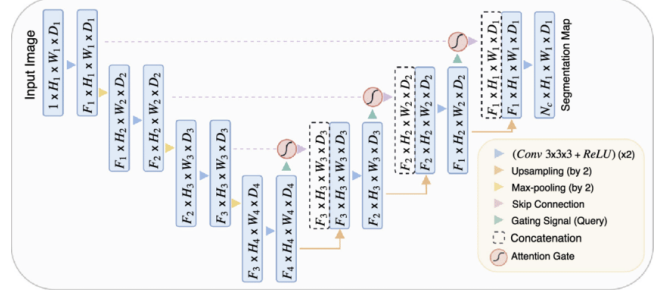 Input Image
1 x H₁ x W₁ x D₁
F₁ x H₁ x W₁ x D₁
F₁ x H₂ x W₂ x D₂
F₂ x H₂ x W₂ x D₂
F₂ x H₃ x W₃ x D₃
F₃ x H₃ x W₃ x D₃
F₃ x H₄ x W₄ x D₄
F₄ x H₄ x W₄ x D₄
F₃ x H₃ x W₃ x D₃
F₃ x H₃ x W₃ x D₃
F₂ x H₃ x W₃ x D₃
F₂ x H₂ x W₂ x D₂
F₂ x H₂ x W₂ x D₂
F₁ x H₂ x W₂ x D₂
F₁ x H₁ x W₁ x D₁
F₁ x H₁ x W₁ x D₁
N꜀ x H₁ x W₁ x D₁
Segmentation Map
(Conv 3x3x3 + ReLU) (x2)
Upsampling (by 2)
Max-pooling (by 2)
Skip Connection
Gating Signal (Query)
Concatenation
Attention Gate